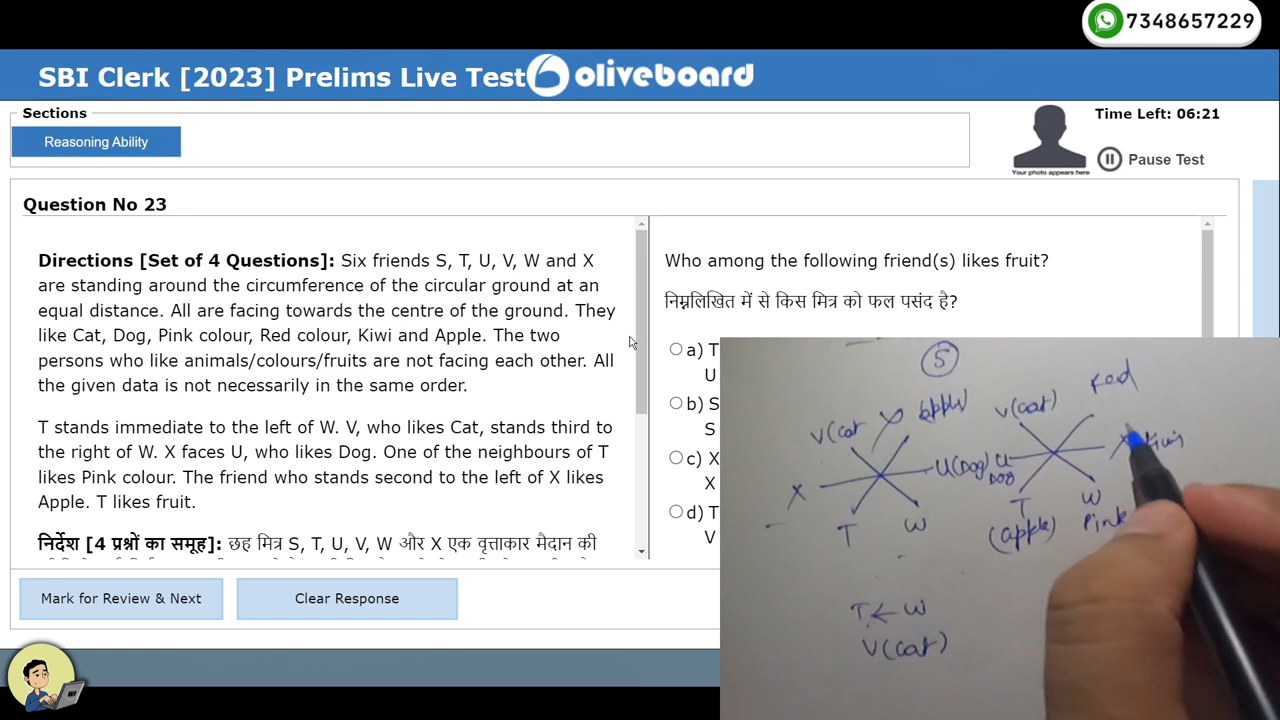 7348657229
SBI Clerk [2023] Prelims Live Test
oliveboard
Sections
Reasoning Ability
Time Left: 06:21
Your photo appears here
Pause Test
Question No 23
Directions [Set of 4 Questions]: Six friends S, T, U, V, W and X
are standing around the circumference of the circular ground at an
equal distance. All are facing towards the centre of the ground. They
like Cat, Dog, Pink colour, Red colour, Kiwi and Apple. The two
persons who like animals/colours/fruits are not facing each other. All
the given data is not necessarily in the same order.
T stands immediate to the left of W. V, who likes Cat, stands third to
the right of W. X faces U, who likes Dog. One of the neighbours of T
likes Pink colour. The friend who stands second to the left of X likes
Apple. T likes fruit.
निर्देश [4 प्रश्नों का समूह]: छह मित्र S, T, U, V, W और X
एक वृत्ताकार मैदान की
Who among the following friend(s) likes fruit?
निम्नलिखित में से किस मित्र को फल पसंद है?
a) T
U
b) S
S
c) X
X
d) T
V
S
V(cat
(apple)
X
U(Dog)
T
W
V(cat)
Red
U
DOG
X
T
W
(apple)
Pink
T ← W
V(cat)
Mark for Review & Next
Clear Response